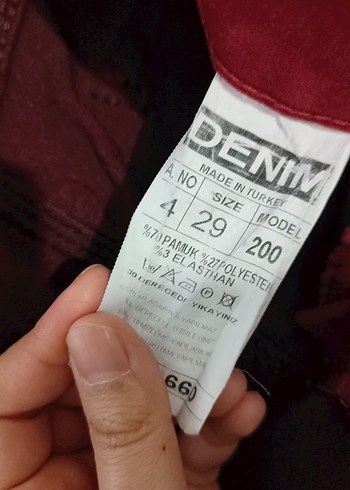 DENIM
MADE IN TURKEY
A. NO SIZE MODEL
4 29 200
%70 PAMUK %27 POLYESTER
%3 ELASTHAN
30 DERECEDE YIKAYINIZ
660